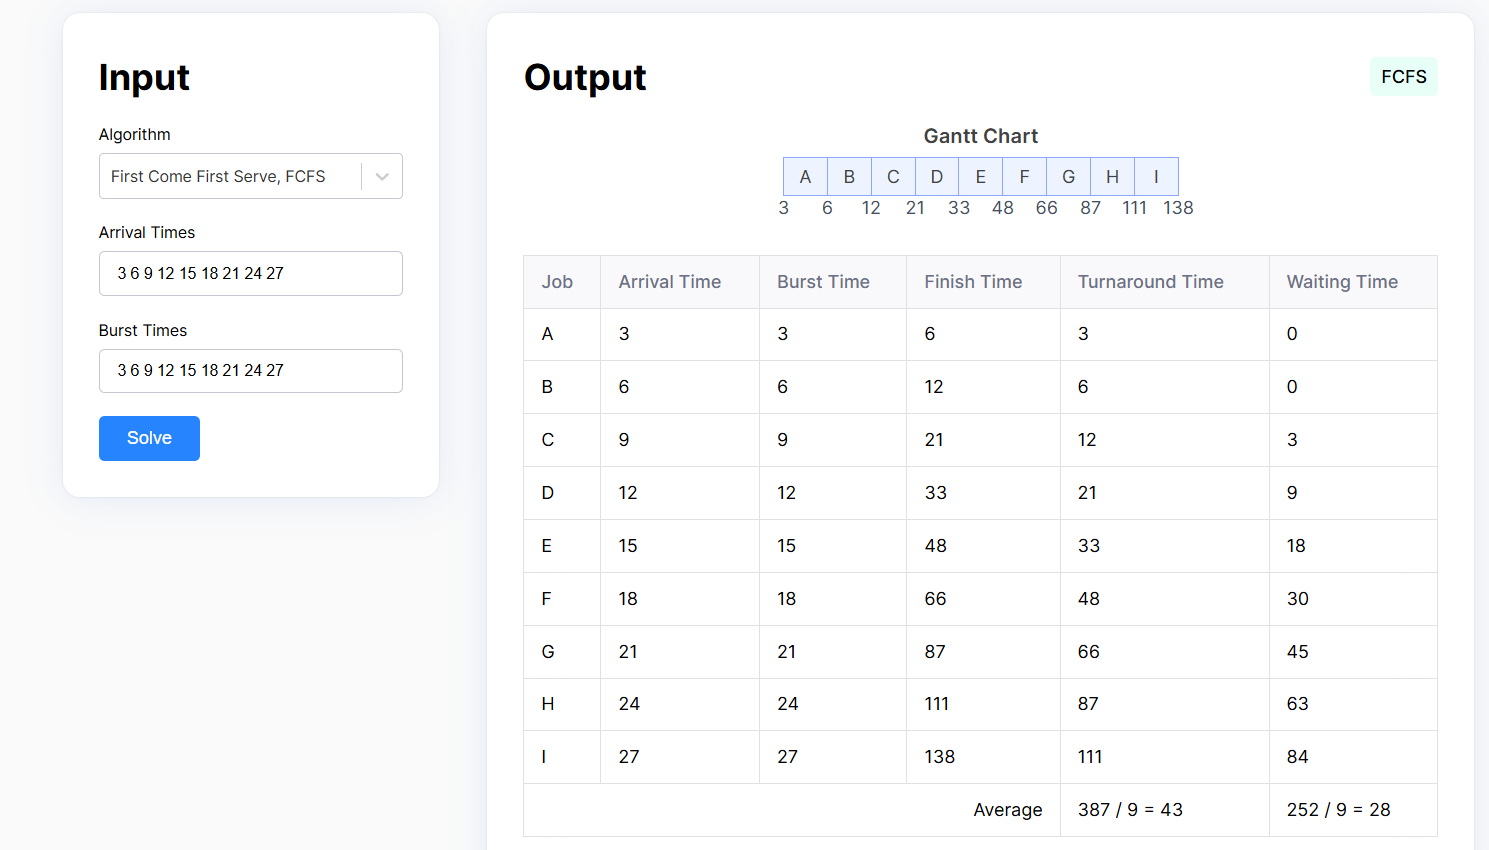 Input
Algorithm
First Come First Serve, FCFS
Arrival Times
3 6 9 12 15 18 21 24 27
Burst Times
3 6 9 12 15 18 21 24 27
Solve
Output
FCFS
Gantt Chart
A B C D E F G H I
3 6 12 21 33 48 66 87 111 138
Job Arrival Time Burst Time Finish Time Turnaround Time Waiting Time
A 3 3 6 3 0
B 6 6 12 6 0
C 9 9 21 12 3
D 12 12 33 21 9
E 15 15 48 33 18
F 18 18 66 48 30
G 21 21 87 66 45
H 24 24 111 87 63
I 27 27 138 111 84
Average 387 / 9 = 43 252 / 9 = 28